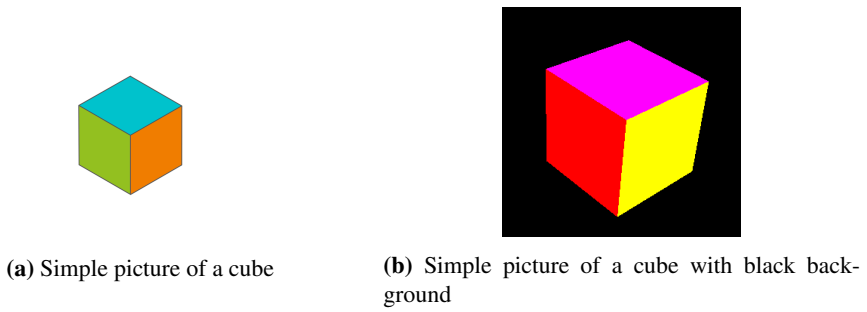 (a) Simple picture of a cube
(b) Simple picture of a cube with black back-
ground